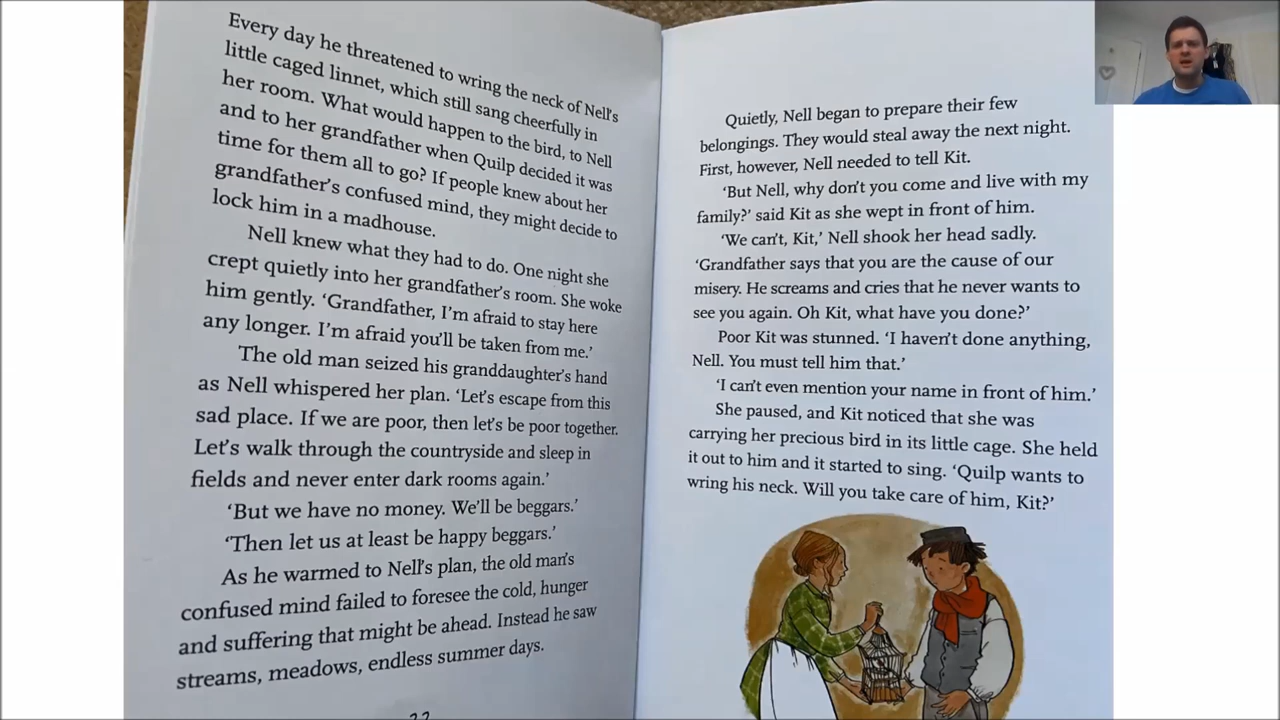 Every day he threatened to wring the neck of Nell's
little caged linnet, which still sang cheerfully in
her room. What would happen to the bird, to Nell
and to her grandfather when Quilp decided it was
time for them all to go? If people knew about her
grandfather's confused mind, they might decide to
lock him in a madhouse.
Nell knew what they had to do. One night she
crept quietly into her grandfather's room. She woke
him gently. 'Grandfather, I'm afraid to stay here
any longer. I'm afraid you'll be taken from me.'
The old man seized his granddaughter's hand
as Nell whispered her plan. 'Let's escape from this
sad place. If we are poor, then let's be poor together.
Let's walk through the countryside and sleep in
fields and never enter dark rooms again.'
'But we have no money. We'll be beggars.'
'Then let us at least be happy beggars.'
As he warmed to Nell's plan, the old man's
confused mind failed to foresee the cold, hunger
and suffering that might be ahead. Instead he saw
streams, meadows, endless summer days.
Quietly, Nell began to prepare their few
belongings. They would steal away the next night.
First, however, Nell needed to tell Kit.
'But Nell, why don't you come and live with my
family?' said Kit as she wept in front of him.
'We can't, Kit,' Nell shook her head sadly.
'Grandfather says that you are the cause of our
misery. He screams and cries that he never wants to
see you again. Oh Kit, what have you done?'
Poor Kit was stunned. 'I haven't done anything,
Nell. You must tell him that.'
'I can't even mention your name in front of him.'
She paused, and Kit noticed that she was
carrying her precious bird in its little cage. She held
it out to him and it started to sing. 'Quilp wants to
wring his neck. Will you take care of him, Kit?'